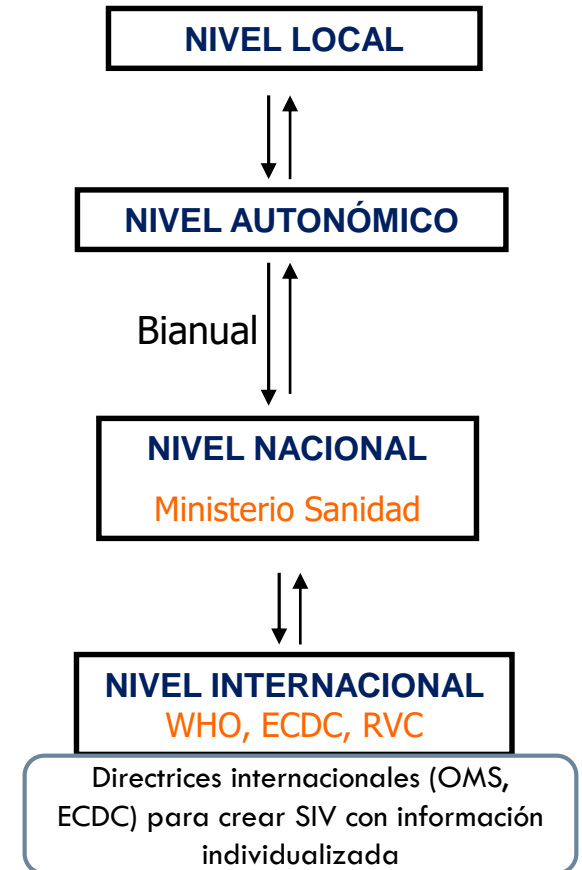 NIVEL LOCAL
NIVEL AUTONÓMICO
Bianual
NIVEL NACIONAL
Ministerio Sanidad
NIVEL INTERNACIONAL
WHO, ECDC, RVC
Directrices internacionales (OMS,
ECDC) para crear SIV con información
individualizada